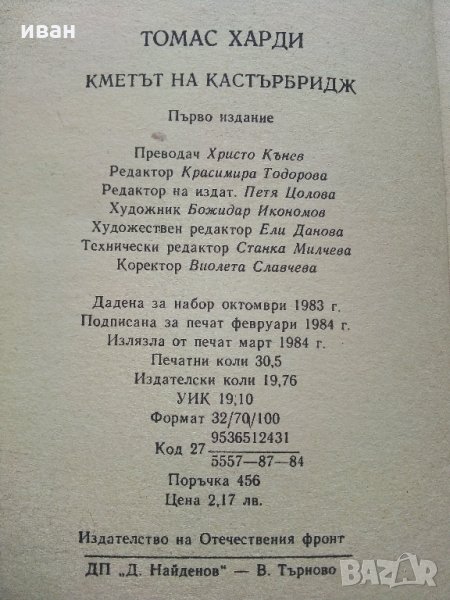 иван
ТОМАС ХАРДИ
КМЕТЪТ НА КАСТЪРБРИДЖ
Първо издание
Преводач Христо Кънев
Редактор Красимира Тодорова
Редактор на издат. Петя Цолова
Художник Божидар Икономов
Художествен редактор Ели Данова
Технически редактор Станка Милчева
Коректор Виолета Славчева
Дадена за набор октомври 1983 г.
Подписана за печат февруари 1984 г.
Излязла от печат март 1984 г.
Печатни коли 30,5
Издателски коли 19,76
УИК 19,10
Формат 32/70/100
Код 27 9536512431
5557—87—84
Поръчка 456
Цена 2,17 лв.
Издателство на Отечествения фронт
ДП „Д. Найденов" — В. Търново
BAZAR